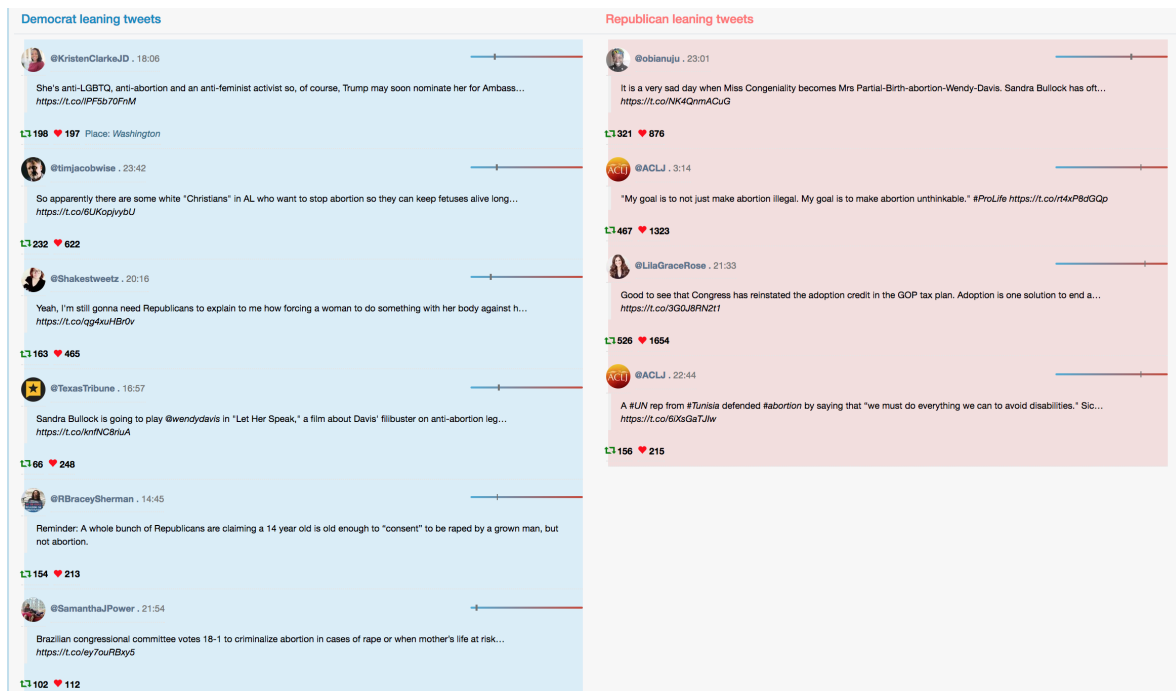 Democrat leaning tweets
@KristenClarkeJD . 18:06
She's anti-LGBTQ, anti-abortion and an anti-feminist activist so, of course, Trump may soon nominate her for Ambass…
https://t.co/lPF5b70FnM
198 197 Place: Washington
@timjacobwise . 23:42
So apparently there are some white "Christians" in AL who want to stop abortion so they can keep fetuses alive long…
https://t.co/6UKopjvybU
232 622
@Shakestweetz . 20:16
Yeah, I'm still gonna need Republicans to explain to me how forcing a woman to do something with her body against h…
https://t.co/qg4xuHBr0v
163 465
@TexasTribune . 16:57
Sandra Bullock is going to play @wendydavis in "Let Her Speak," a film about Davis' filibuster on anti-abortion leg…
https://t.co/knfNC8riuA
66 248
@RBraceySherman . 14:45
Reminder: A whole bunch of Republicans are claiming a 14 year old is old enough to “consent” to be raped by a grown man, but
not abortion.
154 213
@SamanthaJPower . 21:54
Brazilian congressional committee votes 18-1 to criminalize abortion in cases of rape or when mother's life at risk…
https://t.co/ey7ouRBxy5
102 112
Republican leaning tweets
@obianuju . 23:01
It is a very sad day when Miss Congeniality becomes Mrs Partial-Birth-abortion-Wendy-Davis. Sandra Bullock has oft…
https://t.co/NK4QnmACuG
321 876
ACLJ
@ACLJ . 3:14
"My goal is to not just make abortion illegal. My goal is to make abortion unthinkable." #ProLife https://t.co/rt4xP8dGQp
467 1323
@LilaGraceRose . 21:33
Good to see that Congress has reinstated the adoption credit in the GOP tax plan. Adoption is one solution to end a…
https://t.co/3G0J8RN2t1
526 1654
ACLJ
@ACLJ . 22:44
A #UN rep from #Tunisia defended #abortion by saying that “we must do everything we can to avoid disabilities." Sic…
https://t.co/6iXsGaTJIw
156 215